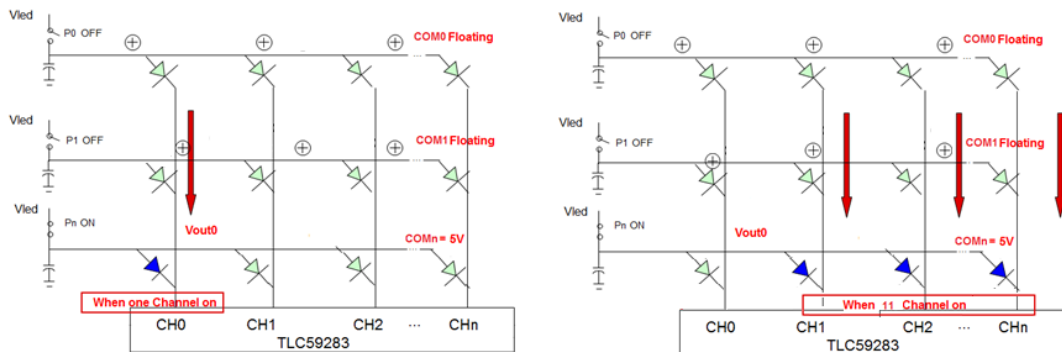 Vled
P0 OFF
COM0 Floating
Vled
P1 OFF
COM1 Floating
Vled
Pn ON
Vout0
COMn = 5V
When one Channel on
CH0 CH1 CH2 ... CHn
TLC59283
Vled
P0 OFF
COM0 Floating
Vled
P1 OFF
COM1 Floating
Vled
Pn ON
Vout0
COMn = 5V
When 11 Channel on
CH0 CH1 CH2 ... CHn
TLC59283